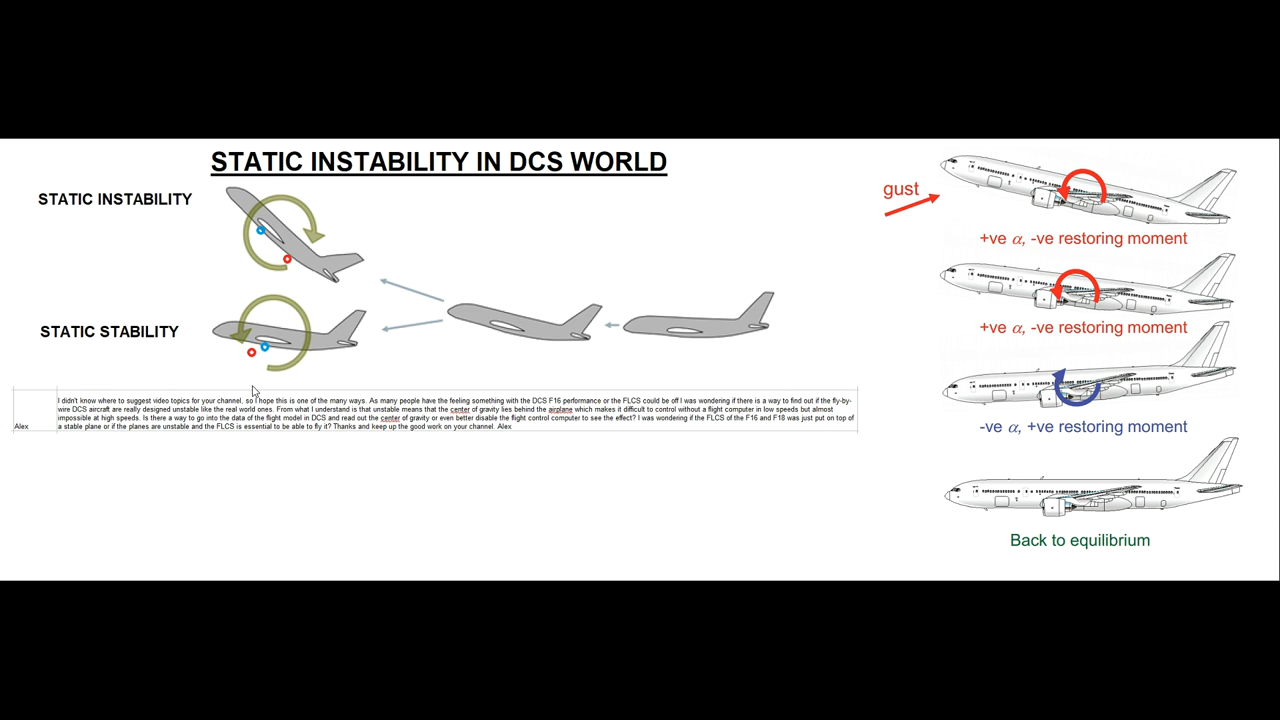 STATIC INSTABILITY IN DCS WORLD
STATIC INSTABILITY
STATIC STABILITY
I didn't know where to suggest video topics for your channel, so I hope this is one of the many ways. As many people have the feeling something with the DCS F16 performance or the FLCS could be off I was wondering if there is a way to find out if the fly-by-
wire DCS aircraft are really designed unstable like the real world ones. From what I understand is that unstable means that the center of gravity lies behind the airplane which makes it difficult to control without a flight computer in low speeds but almost
impossible at high speeds. Is there a way to go into the data of the flight model in DCS and read out the center of gravity or even better disable the flight control computer to see the effect? I was wondering if the FLCS of the F16 and F18 was just put on top of
Alex
a stable plane or if the planes are unstable and the FLCS is essential to be able to fly it? Thanks and keep up the good work on your channel. Alex
gust
+ve α, -ve restoring moment
+ve α, -ve restoring moment
-ve α, +ve restoring moment
Back to equilibrium